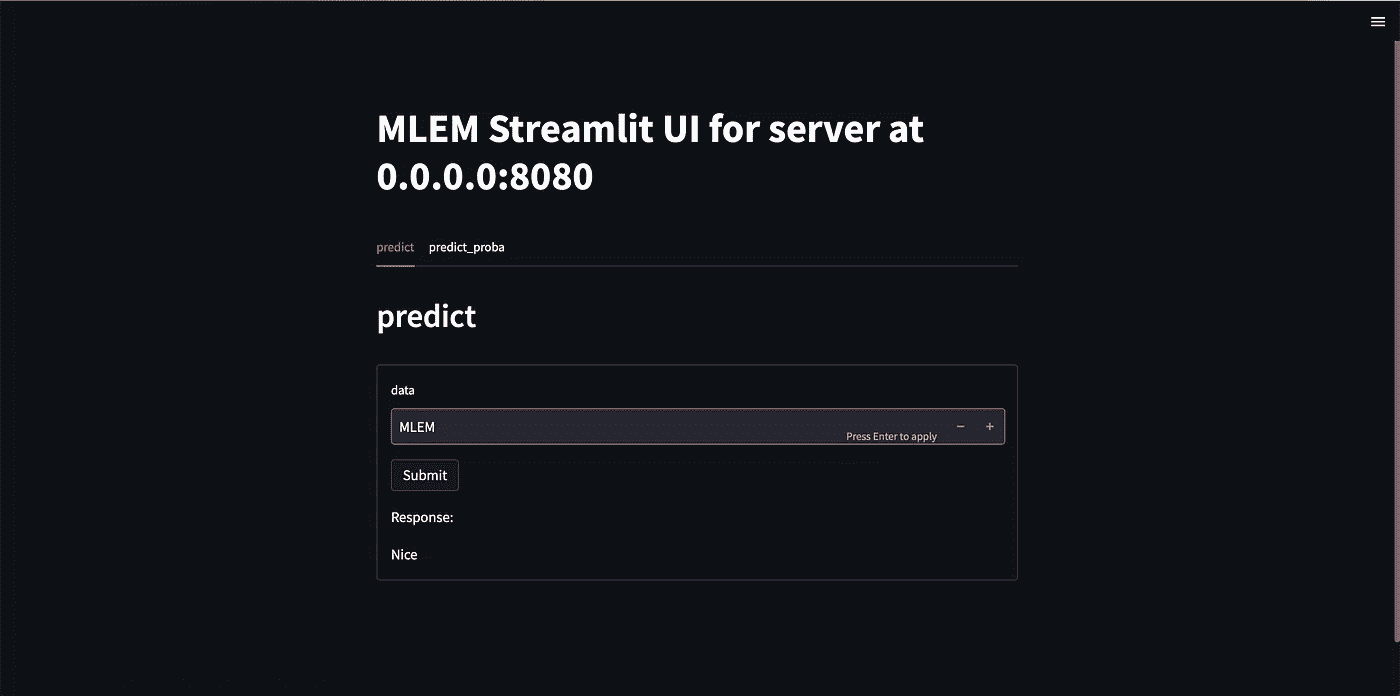 MLEM Streamlit UI for server at
0.0.0.0:8080
predict predict_proba
predict
data
MLEM
Press Enter to apply
Submit
Response:
Nice